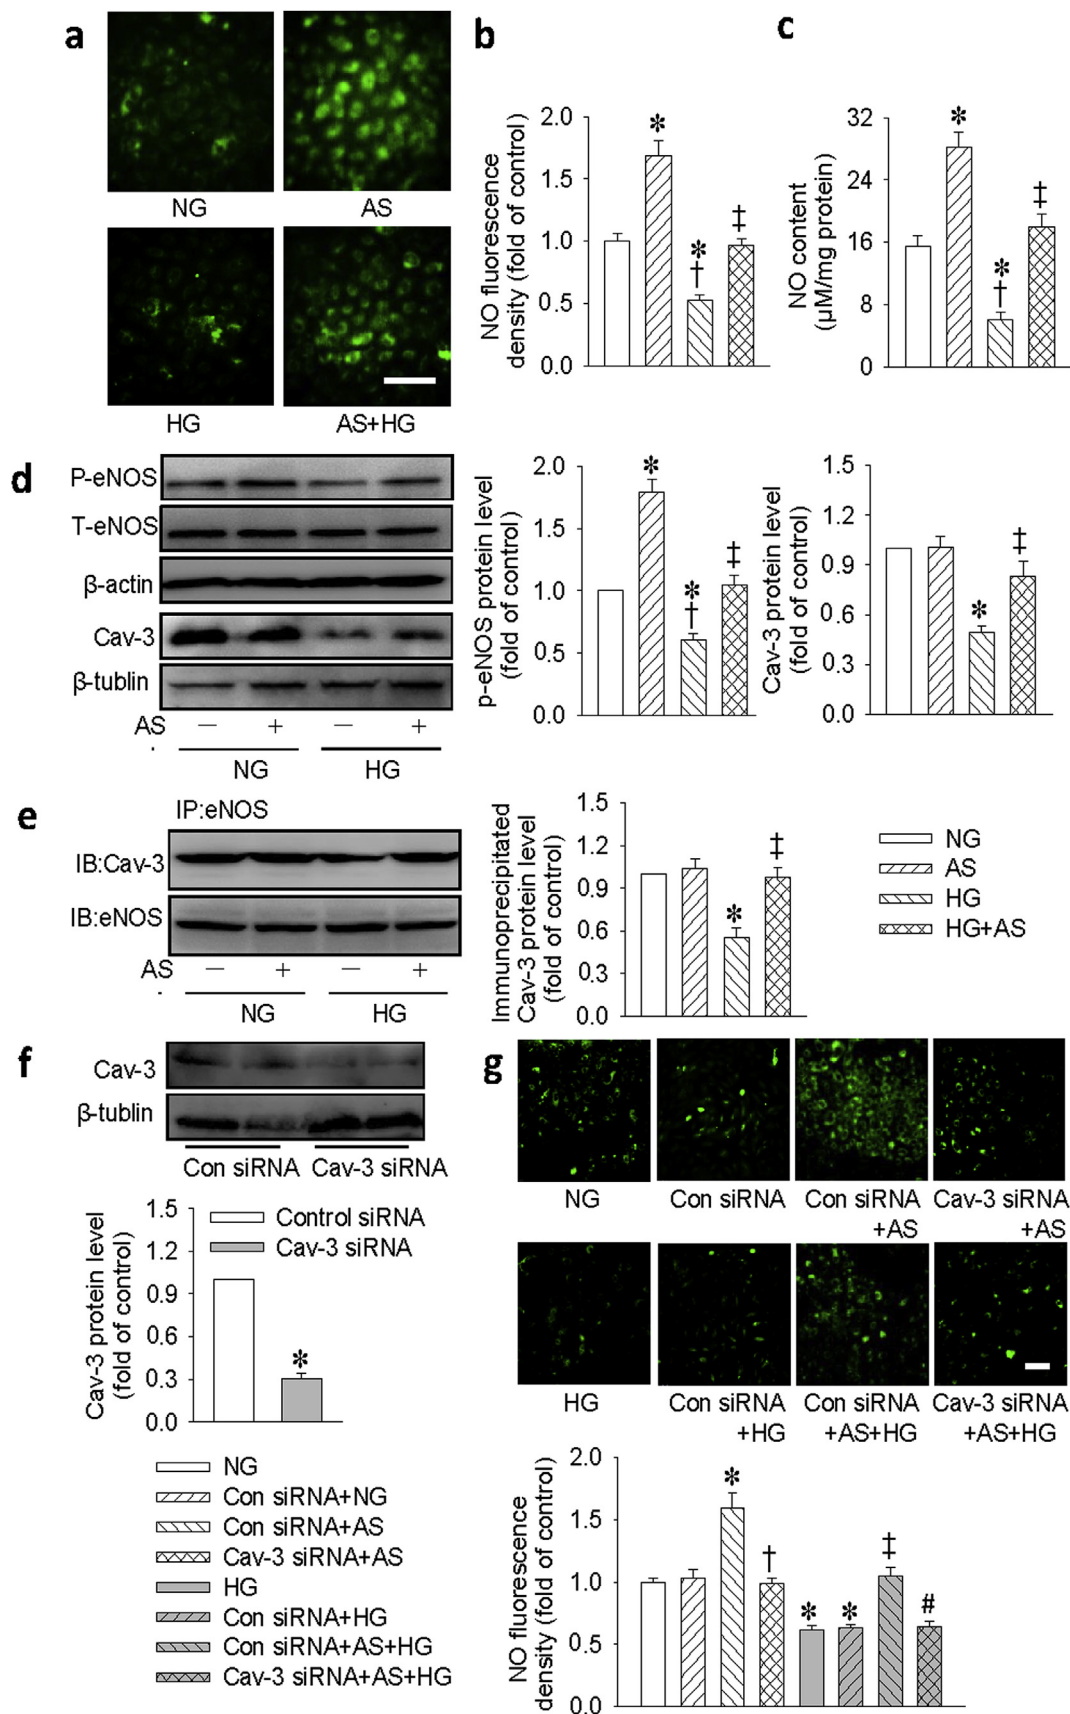 a
NG
AS
HG
AS+HG
b
NO fluorescence
density (fold of control)
2.0
1.5
1.0
0.5
0.0
*
*
†
‡
c
NO content
(µM/mg protein)
32
24
16
8
0
*
*
†
‡
d
P-eNOS
T-eNOS
β-actin
Cav-3
β-tublin
AS — + — +
NG HG
p-eNOS protein level
(fold of control)
2.0
1.5
1.0
0.5
0.0
*
*
†
‡
Cav-3 protein level
(fold of control)
1.5
1.2
0.9
0.6
0.3
0.0
*
‡
e
IP:eNOS
IB:Cav-3
IB:eNOS
AS — + — +
NG HG
Immunoprecipitated
Cav-3 protein level
(fold of control)
1.5
1.2
0.9
0.6
0.3
0.0
*
‡
NG
AS
HG
HG+AS
f
Cav-3
β-tublin
Con siRNA Cav-3 siRNA
Cav-3 protein level
(fold of control)
1.5
1.2
0.9
0.6
0.3
0.0
*
Control siRNA
Cav-3 siRNA
NG
Con siRNA+NG
Con siRNA+AS
Cav-3 siRNA+AS
HG
Con siRNA+HG
Con siRNA+AS+HG
Cav-3 siRNA+AS+HG
g
NG
Con siRNA
Con siRNA
+AS
Cav-3 siRNA
+AS
HG
Con siRNA
+HG
Con siRNA
+AS+HG
Cav-3 siRNA
+AS+HG
NO fluorescence
density (fold of control)
2.0
1.5
1.0
0.5
0.0
*
†
*
*
‡
#